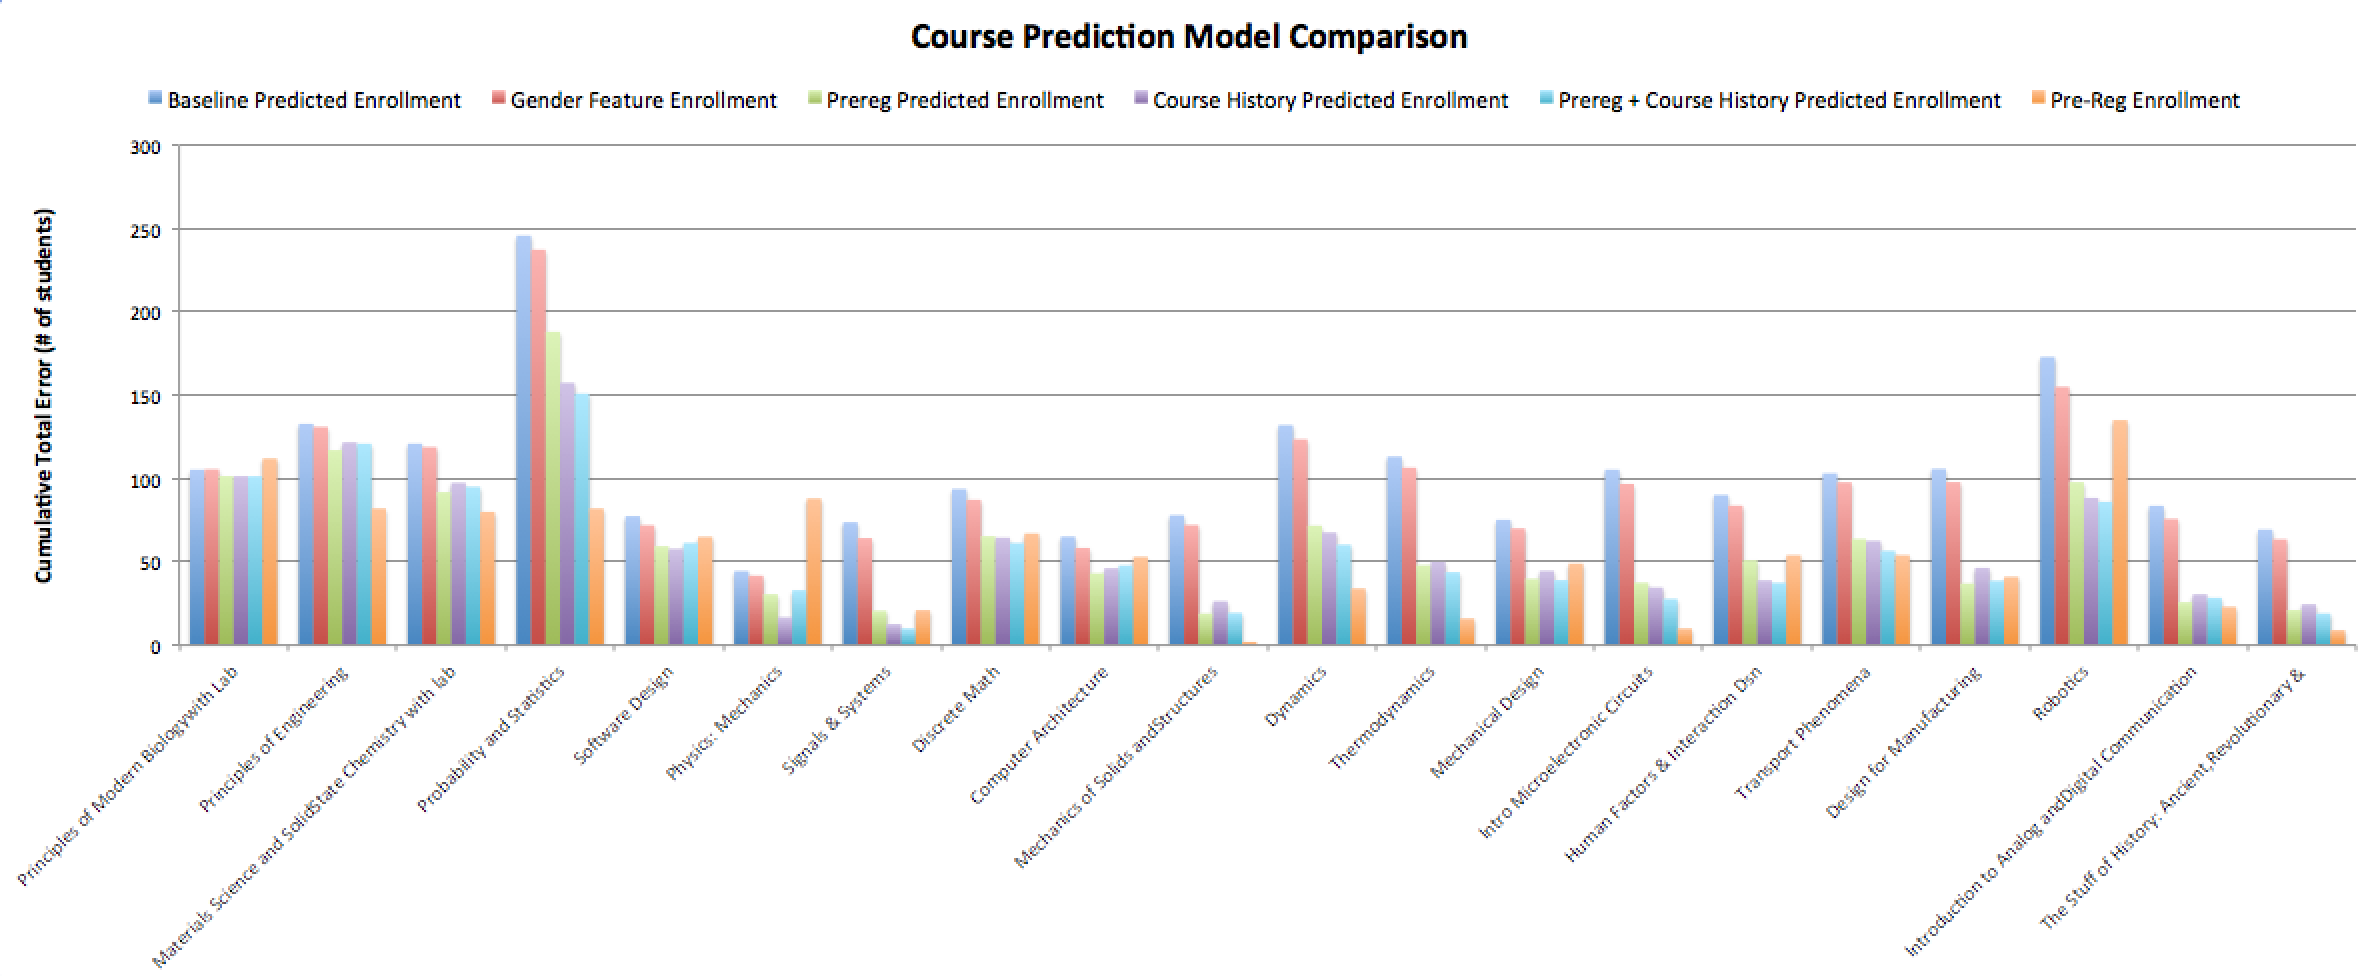 Course Prediction Model Comparison
Baseline Predicted Enrollment Gender Feature Enrollment Prereg Predicted Enrollment Course History Predicted Enrollment Prereg + Course History Predicted Enrollment Pre-Reg Enrollment
Cumulative Total Error (# of students)
300
250
200
150
100
50
0
Principles of Modern Biologywith Lab
Principles of Engineering
Materials Science and SolidState Chemistry with lab
Probability and Statistics
Software Design
Physics: Mechanics
Signals & Systems
Discrete Math
Computer Architecture
Mechanics of Solids andStructures
Dynamics
Thermodynamics
Mechanical Design
Intro Microelectronic Circuits
Human Factors & Interaction Dsn
Transport Phenomena
Design for Manufacturing
Robotics
Introduction to Analog andDigital Communication
The Stuff of History: Ancient,Revolutionary &